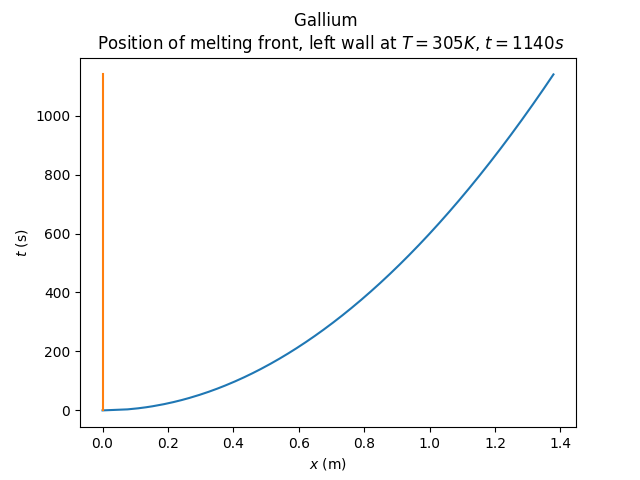 Gallium
Position of melting front, left wall at T = 305K, t = 1140s
1000
800
600
400
200
0
t (s)
0.0 0.2 0.4 0.6 0.8 1.0 1.2 1.4
x (m)